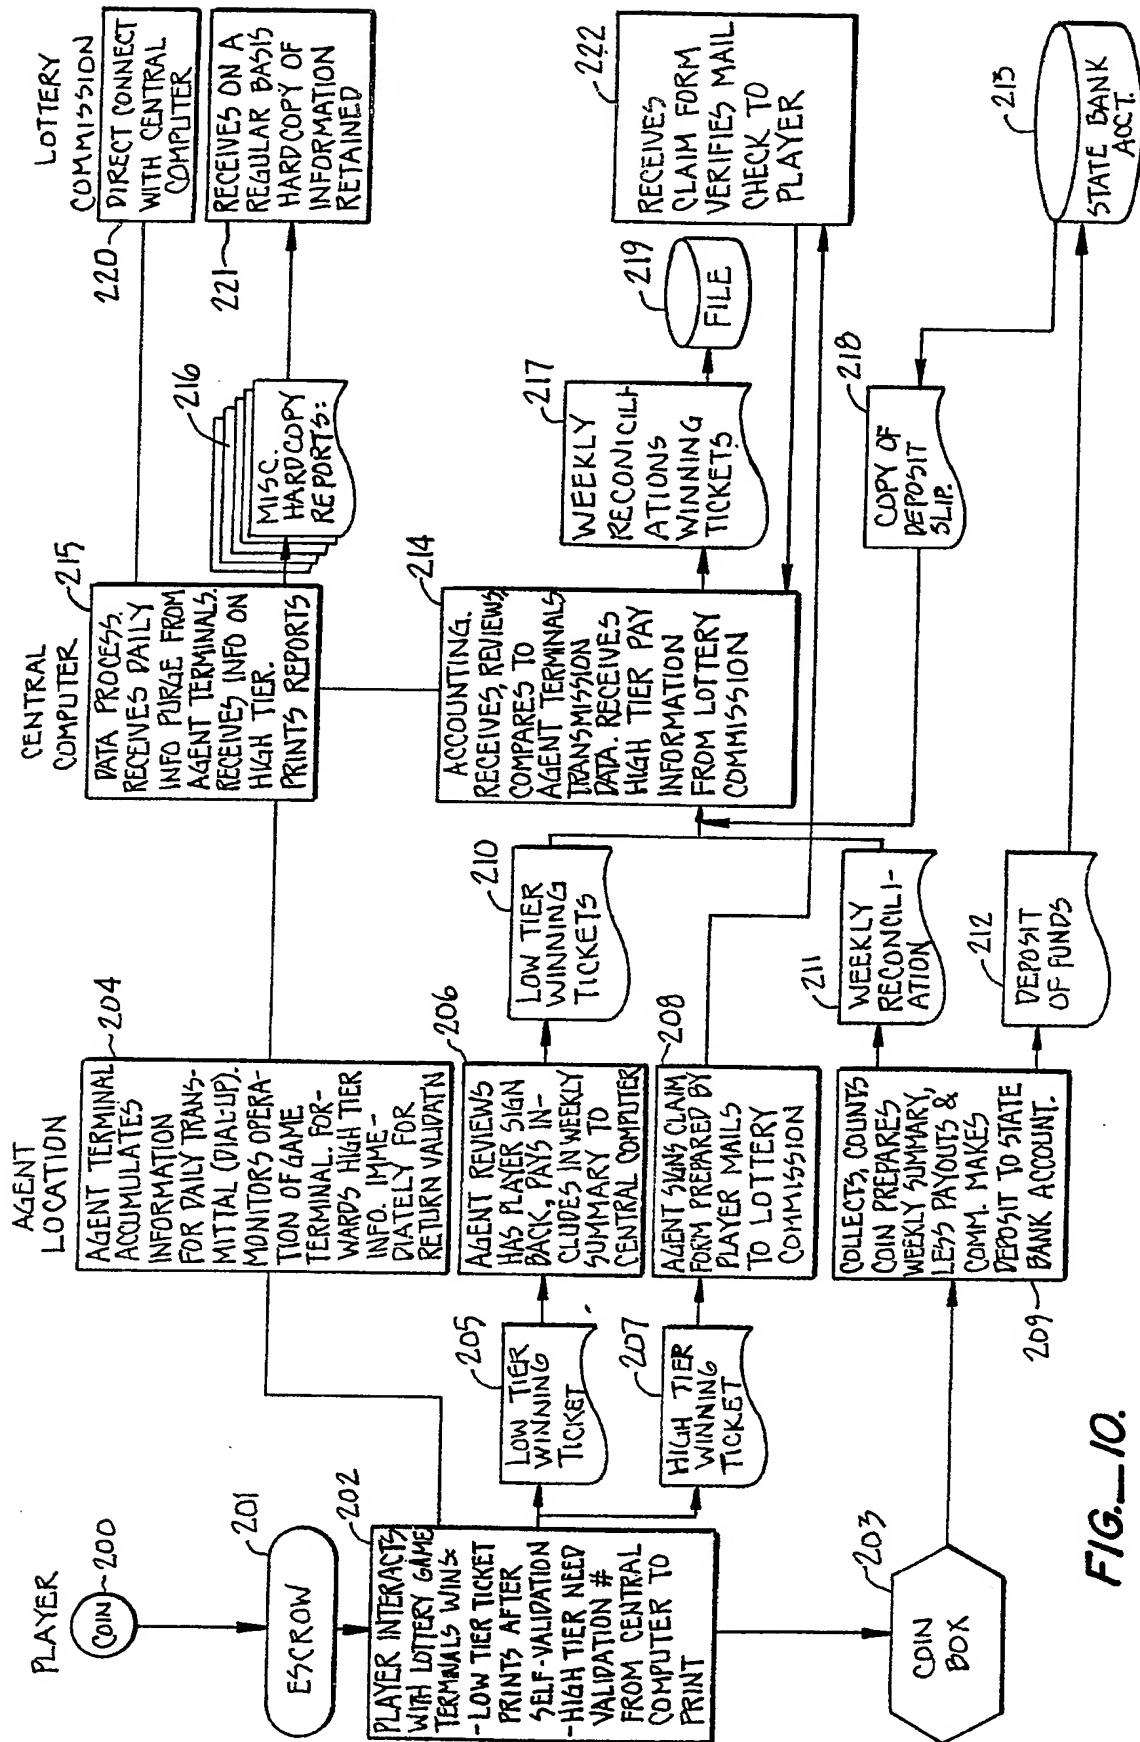 PLAYER
COIN
200
201
ESCROW
202
PLAYER INTERACTS
WITH LOTTERY GAME
TERMINALS WINS:
-LOW TIER TICKET
PRINTS AFTER
SELF-VALIDATION
-HIGH TIER NEED
VALIDATION #
FROM CENTRAL
COMPUTER TO
PRINT
203
COIN
BOX
AGENT
LOCATION
204
AGENT TERMINAL
ACCUMULATES
INFORMATION
FOR DAILY TRANS-
MITTAL (DIAL-UP).
MONITORS OPERA-
TION OF GAME
TERMINAL. FOR-
WARDS HIGH TIER
INFO. IMME-
DIATELY FOR
RETURN VALIDATN
205
LOW TIER
WINNING
TICKET
206
AGENT REVIEWS
HAS PLAYER SIGN
BACK, PAYS IN-
CLUDES IN WEEKLY
SUMMARY TO
CENTRAL COMPUTER
207
HIGH TIER
WINNING
TICKET
208
AGENT SIGNS CLAIM
FORM PREPARED BY
PLAYER MAILS
TO LOTTERY
COMMISSION
COLLECTS, COUNTS
COIN PREPARES
WEEKLY SUMMARY,
LESS PAYOUTS &
COMM. MAKES
DEPOSIT TO STATE
BANK ACCOUNT.
209
210
LOW TIER
WINNING
TICKETS
211
WEEKLY
RECONCILI-
ATION
212
DEPOSIT
OF FUNDS
CENTRAL
COMPUTER
215
DATA PROCESS.
RECEIVES DAILY
INFO PURGE FROM
AGENT TERMINALS.
RECEIVES INFO ON
HIGH TIER.
PRINTS REPORTS
216
MISC.
HARDCOPY
REPORTS:
214
ACCOUNTING.
RECEIVES, REVIEWS,
COMPARES TO
AGENT TERMINALS
TRANSMISSION
DATA. RECEIVES
HIGH TIER PAY
INFORMATION
FROM LOTTERY
COMMISSION
217
WEEKLY
RECONICILI-
ATIONS
WINNING
TICKETS.
219
FILE
218
COPY OF
DEPOSIT
SLIP.
LOTTERY
COMMISSION
220
DIRECT CONNECT
WITH CENTRAL
COMPUTER
221
RECEIVES ON A
REGULAR BASIS
HARDCOPY OF
INFORMATION
RETAINED
222
RECEIVES
CLAIM FORM
VERIFIES MAIL
CHECK TO
PLAYER
213
STATE BANK
ACCT.
FIG._10.